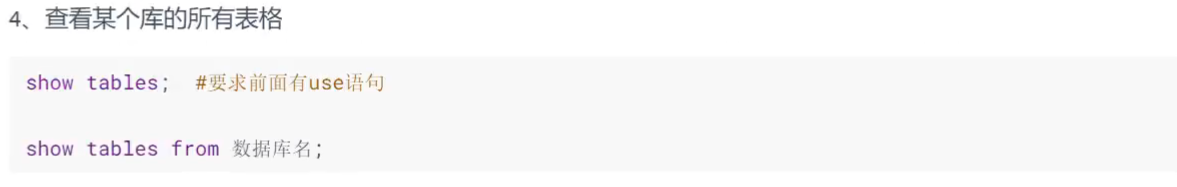 4、查看某个库的所有表格
show tables;  #要求前面有use语句
show tables from 数据库名;